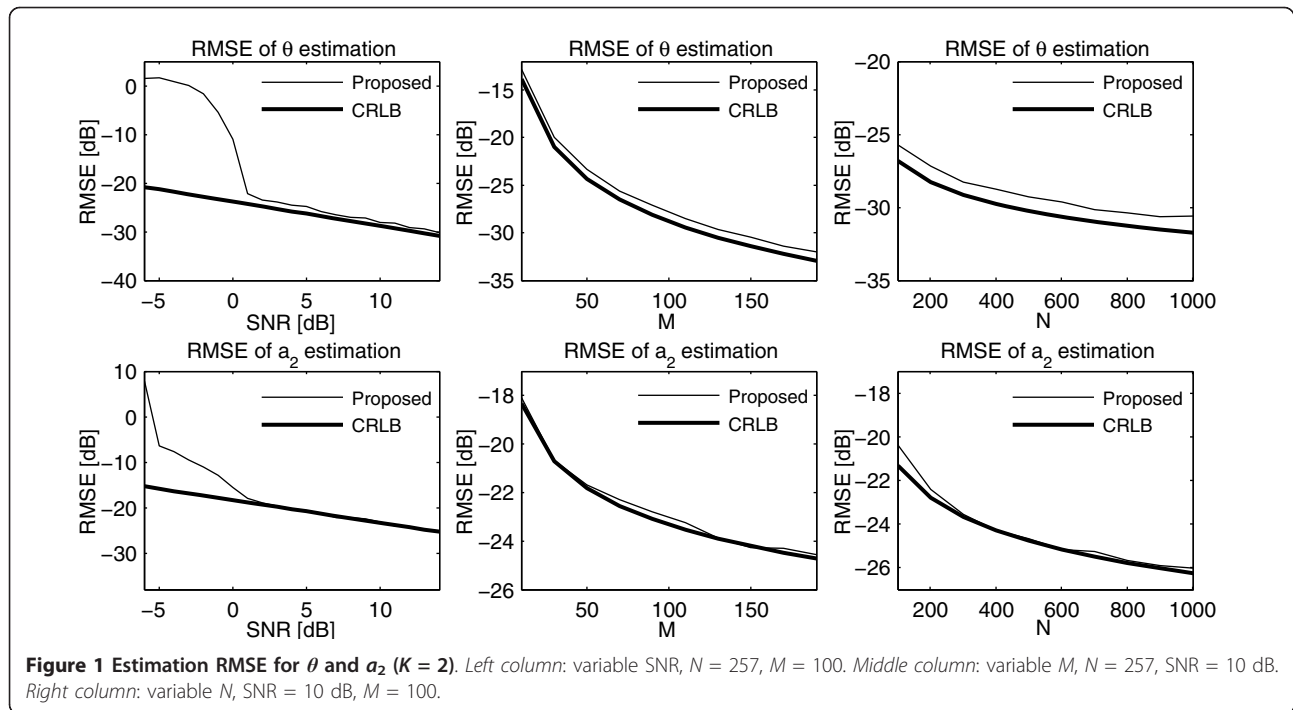 RMSE of θ estimation
Proposed
CRLB
0
−10
−20
−30
−40
RMSE [dB]
−5 0 5 10
SNR [dB]
RMSE of θ estimation
Proposed
CRLB
−15
−20
−25
−30
−35
RMSE [dB]
50 100 150
M
RMSE of θ estimation
Proposed
CRLB
−20
−25
−30
−35
RMSE [dB]
200 400 600 800 1000
N
RMSE of a2 estimation
Proposed
CRLB
10
0
−10
−20
−30
RMSE [dB]
−5 0 5 10
SNR [dB]
RMSE of a2 estimation
Proposed
CRLB
−18
−20
−22
−24
−26
RMSE [dB]
50 100 150
M
RMSE of a2 estimation
Proposed
CRLB
−18
−20
−22
−24
−26
RMSE [dB]
200 400 600 800 1000
N
Figure 1 Estimation RMSE for θ and a2 (K = 2). Left column: variable SNR, N = 257, M = 100. Middle column: variable M, N = 257, SNR = 10 dB.
Right column: variable N, SNR = 10 dB, M = 100.